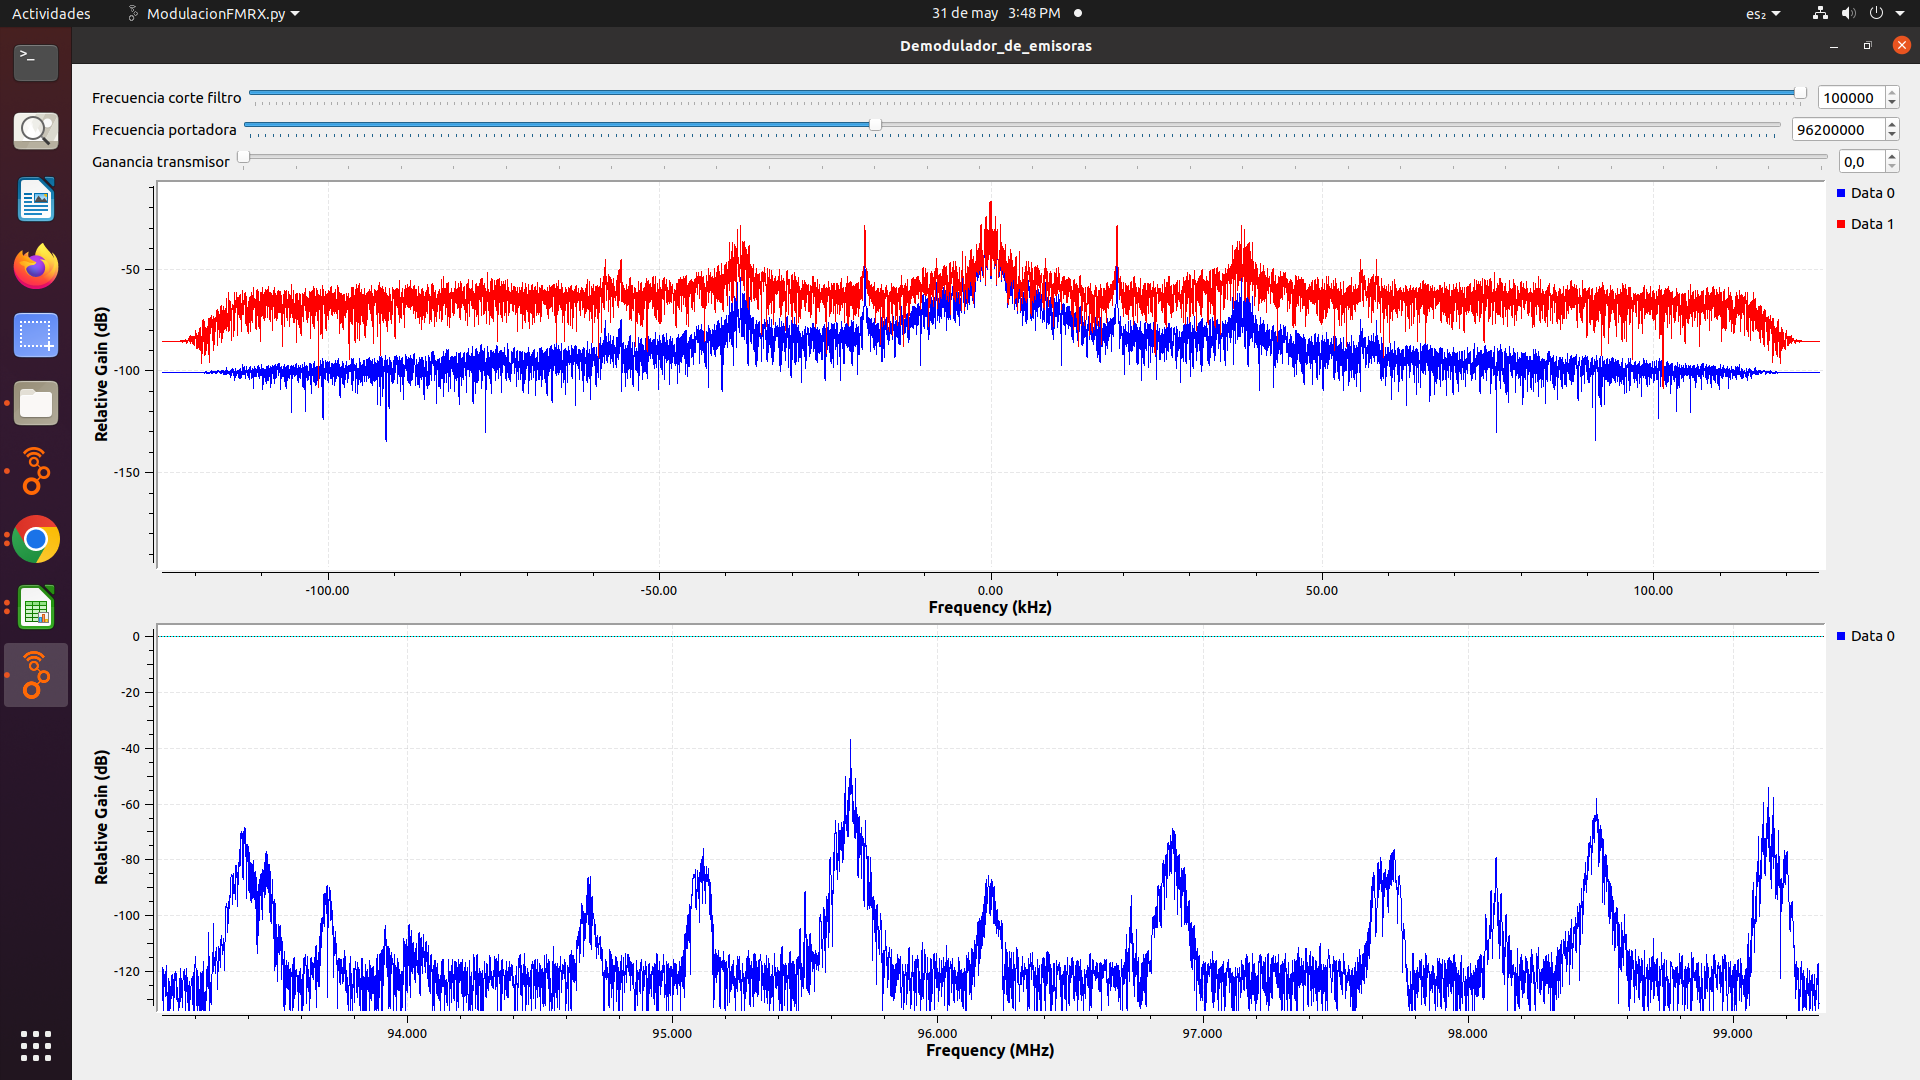 Actividades ModulacionFMRX.py 31 de may 3:48 PM es₂
Demodulador_de_emisoras
Frecuencia corte filtro 100000
Frecuencia portadora 96200000
Ganancia transmisor 0,0
Data 0
Data 1
-50
-100
-150
Relative Gain (dB)
-100.00 -50.00 0.00 50.00 100.00
Frequency (kHz)
Data 0
0
-20
-40
-60
-80
-100
-120
Relative Gain (dB)
94.000 95.000 96.000 97.000 98.000 99.000
Frequency (MHz)